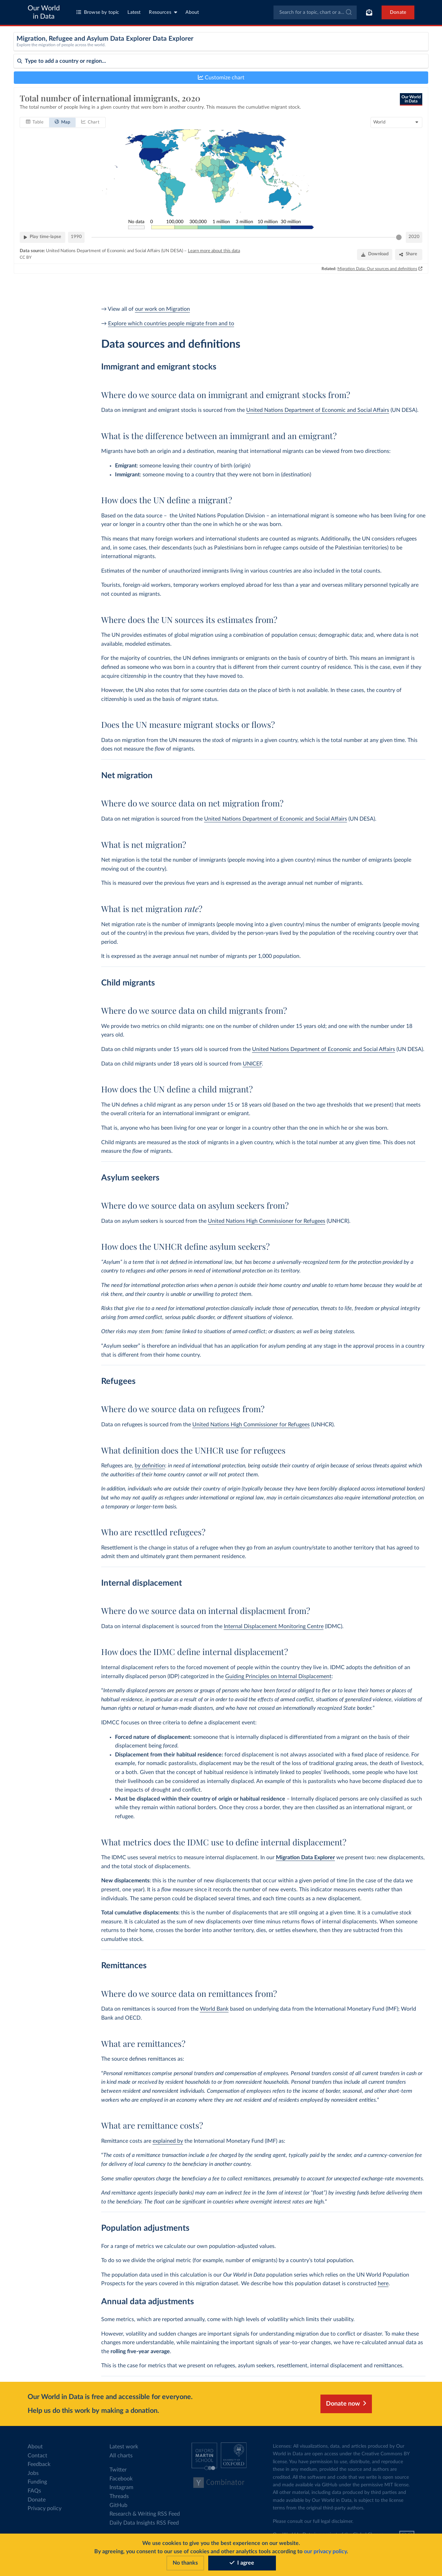 Our World
in Data
Browse by topic
Latest
Resources
About
Search for a topic, chart or a...
Donate
Migration, Refugee and Asylum Data Explorer Data Explorer
Explore the migration of people across the world.
Type to add a country or region...
Customize chart
Total number of international immigrants, 2020
The total number of people living in a given country that were born in another country. This measures the cumulative migrant stock.
Our World
in Data
Table
Map
Chart
World
No data
0
100,000
300,000
1 million
3 million
10 million
30 million
Play time-lapse
1990
2020
Data source: United Nations Department of Economic and Social Affairs (UN DESA) – Learn more about this data
CC BY
Download
Share
Related: Migration Data: Our sources and definitions
→ View all of our work on Migration
→ Explore which countries people migrate from and to
Data sources and definitions
Immigrant and emigrant stocks
Where do we source data on immigrant and emigrant stocks from?
Data on immigrant and emigrant stocks is sourced from the United Nations Department of Economic and Social Affairs (UN DESA).
What is the difference between an immigrant and an emigrant?
Migrants have both an origin and a destination, meaning that international migrants can be viewed from two directions:
Emigrant: someone leaving their country of birth (origin)
Immigrant: someone moving to a country that they were not born in (destination)
How does the UN define a migrant?
Based on the data source – the United Nations Population Division – an international migrant is someone who has been living for one
year or longer in a country other than the one in which he or she was born.
This means that many foreign workers and international students are counted as migrants. Additionally, the UN considers refugees
and, in some cases, their descendants (such as Palestinians born in refugee camps outside of the Palestinian territories) to be
international migrants.
Estimates of the number of unauthorized immigrants living in various countries are also included in the total counts.
Tourists, foreign-aid workers, temporary workers employed abroad for less than a year and overseas military personnel typically are
not counted as migrants.
Where does the UN sources its estimates from?
The UN provides estimates of global migration using a combination of population census; demographic data; and, where data is not
available, modeled estimates.
For the majority of countries, the UN defines immigrants or emigrants on the basis of country of birth. This means an immigrant is
defined as someone who was born in a country that is different from their current country of residence. This is the case, even if they
acquire citizenship in the country that they have moved to.
However, the UN also notes that for some countries data on the place of birth is not available. In these cases, the country of
citizenship is used as the basis of migrant status.
Does the UN measure migrant stocks or flows?
Data on migration from the UN measures the stock of migrants in a given country, which is the total number at any given time. This
does not measure the flow of migrants.
Net migration
Where do we source data on net migration from?
Data on net migration is sourced from the United Nations Department of Economic and Social Affairs (UN DESA).
What is net migration?
Net migration is the total the number of immigrants (people moving into a given country) minus the number of emigrants (people
moving out of the country).
This is measured over the previous five years and is expressed as the average annual net number of migrants.
What is net migration rate?
Net migration rate is the number of immigrants (people moving into a given country) minus the number of emigrants (people moving
out of the country) in the previous five years, divided by the person-years lived by the population of the receiving country over that
period.
It is expressed as the average annual net number of migrants per 1,000 population.
Child migrants
Where do we source data on child migrants from?
We provide two metrics on child migrants: one on the number of children under 15 years old; and one with the number under 18
years old.
Data on child migrants under 15 years old is sourced from the United Nations Department of Economic and Social Affairs (UN DESA).
Data on child migrants under 18 years old is sourced from UNICEF.
How does the UN define a child migrant?
The UN defines a child migrant as any person under 15 or 18 years old (based on the two age thresholds that we present) that meets
the overall criteria for an international immigrant or emigrant.
That is, anyone who has been living for one year or longer in a country other than the one in which he or she was born.
Child migrants are measured as the stock of migrants in a given country, which is the total number at any given time. This does not
measure the flow of migrants.
Asylum seekers
Where do we source data on asylum seekers from?
Data on asylum seekers is sourced from the United Nations High Commissioner for Refugees (UNHCR).
How does the UNHCR define asylum seekers?
"Asylum" is a term that is not defined in international law, but has become a universally-recognized term for the protection provided by a
country to refugees and other persons in need of international protection on its territory.
The need for international protection arises when a person is outside their home country and unable to return home because they would be at
risk there, and their country is unable or unwilling to protect them.
Risks that give rise to a need for international protection classically include those of persecution, threats to life, freedom or physical integrity
arising from armed conflict, serious public disorder, or different situations of violence.
Other risks may stem from: famine linked to situations of armed conflict; or disasters; as well as being stateless.
"Asylum seeker" is therefore an individual that has an application for asylum pending at any stage in the approval process in a country
that is different from their home country.
Refugees
Where do we source data on refugees from?
Data on refugees is sourced from the United Nations High Commissioner for Refugees (UNHCR).
What definition does the UNHCR use for refugees
Refugees are, by definition: in need of international protection, being outside their country of origin because of serious threats against which
the authorities of their home country cannot or will not protect them.
In addition, individuals who are outside their country of origin (typically because they have been forcibly displaced across international borders)
but who may not qualify as refugees under international or regional law, may in certain circumstances also require international protection, on
a temporary or longer-term basis.
Who are resettled refugees?
Resettlement is the change in status of a refugee when they go from an asylum country/state to another territory that has agreed to
admit them and ultimately grant them permanent residence.
Internal displacement
Where do we source data on internal displacment from?
Data on internal displacement is sourced from the Internal Displacement Monitoring Centre (IDMC).
How does the IDMC define internal displacement?
Internal displacement refers to the forced movement of people within the country they live in. IDMC adopts the definition of an
internally displaced person (IDP) categorized in the Guiding Principles on Internal Displacement:
"Internally displaced persons are persons or groups of persons who have been forced or obliged to flee or to leave their homes or places of
habitual residence, in particular as a result of or in order to avoid the effects of armed conflict, situations of generalized violence, violations of
human rights or natural or human-made disasters, and who have not crossed an internationally recognized State border."
IDMCC focuses on three criteria to define a displacement event:
Forced nature of displacement: someone that is internally displaced is differentiated from a migrant on the basis of their
displacement being forced.
Displacement from their habitual residence: forced displacement is not always associated with a fixed place of residence. For
example, for nomadic pastoralists, displacement may be the result of the loss of traditional grazing areas, the death of livestock,
or a both. Given that the concept of habitual residence is intimately linked to peoples' livelihoods, some people who have lost
their livelihoods can be considered as internally displaced. An example of this is pastoralists who have become displaced due to
the impacts of drought and conflict.
Must be displaced within their country of origin or habitual residence – Internally displaced persons are only classified as such
while they remain within national borders. Once they cross a border, they are then classified as an international migrant, or
refugee.
What metrics does the IDMC use to define internal displacement?
The IDMC uses several metrics to measure internal displacement. In our Migration Data Explorer we present two: new displacements,
and the total stock of displacements.
New displacements: this is the number of new displacements that occur within a given period of time (in the case of the data we
present, one year). It is a flow measure since it records the number of new events. This indicator measures events rather than
individuals. The same person could be displaced several times, and each time counts as a new displacement.
Total cumulative displacements: this is the number of displacements that are still ongoing at a given time. It is a cumulative stock
measure. It is calculated as the sum of new displacements over time minus returns flows of internal displacements. When someone
returns to their home, crosses the border into another territory, dies, or settles elsewhere, then they are subtracted from this
cumulative stock.
Remittances
Where do we source data on remittances from?
Data on remittances is sourced from the World Bank based on underlying data from the International Monetary Fund (IMF); World
Bank and OECD.
What are remittances?
The source defines remittances as:
"Personal remittances comprise personal transfers and compensation of employees. Personal transfers consist of all current transfers in cash or
in kind made or received by resident households to or from nonresident households. Personal transfers thus include all current transfers
between resident and nonresident individuals. Compensation of employees refers to the income of border, seasonal, and other short-term
workers who are employed in an economy where they are not resident and of residents employed by nonresident entities."
What are remittance costs?
Remittance costs are explained by the International Monetary Fund (IMF) as:
"The costs of a remittance transaction include a fee charged by the sending agent, typically paid by the sender, and a currency-conversion fee
for delivery of local currency to the beneficiary in another country.
Some smaller operators charge the beneficiary a fee to collect remittances, presumably to account for unexpected exchange-rate movements.
And remittance agents (especially banks) may earn an indirect fee in the form of interest (or "float") by investing funds before delivering them
to the beneficiary. The float can be significant in countries where overnight interest rates are high."
Population adjustments
For a range of metrics we calculate our own population-adjusted values.
To do so we divide the original metric (for example, number of emigrants) by a country's total population.
The population data used in this calculation is our Our World in Data population series which relies on the UN World Population
Prospects for the years covered in this migration dataset. We describe how this population dataset is constructed here.
Annual data adjustments
Some metrics, which are reported annually, come with high levels of volatility which limits their usability.
However, volatility and sudden changes are important signals for understanding migration due to conflict or disaster. To make these
changes more understandable, while maintaining the important signals of year-to-year changes, we have re-calculated annual data as
the rolling five-year average.
This is the case for metrics that we present on refugees, asylum seekers, resettlement, internal displacement and remittances.
Our World in Data is free and accessible for everyone.
Help us do this work by making a donation.
Donate now
About
Contact
Feedback
Jobs
Funding
FAQs
Donate
Privacy policy
Latest work
All charts
Twitter
Facebook
Instagram
Threads
GitHub
Research & Writing RSS Feed
Daily Data Insights RSS Feed
OXFORD
MARTIN
SCHOOL
UNIVERSITY OF
OXFORD
Y Combinator
Licenses: All visualizations, data, and articles produced by Our
World in Data are open access under the Creative Commons BY
license. You have permission to use, distribute, and reproduce
these in any medium, provided the source and authors are
credited. All the software and code that we write is open source
and made available via GitHub under the permissive MIT license.
All other material, including data produced by third parties and
made available by Our World in Data, is subject to the license
terms from the original third-party authors.
Please consult our full legal disclaimer.
We use cookies to give you the best experience on our website.
By agreeing, you consent to our use of cookies and other analytics tools according to our privacy policy.
No thanks
I agree